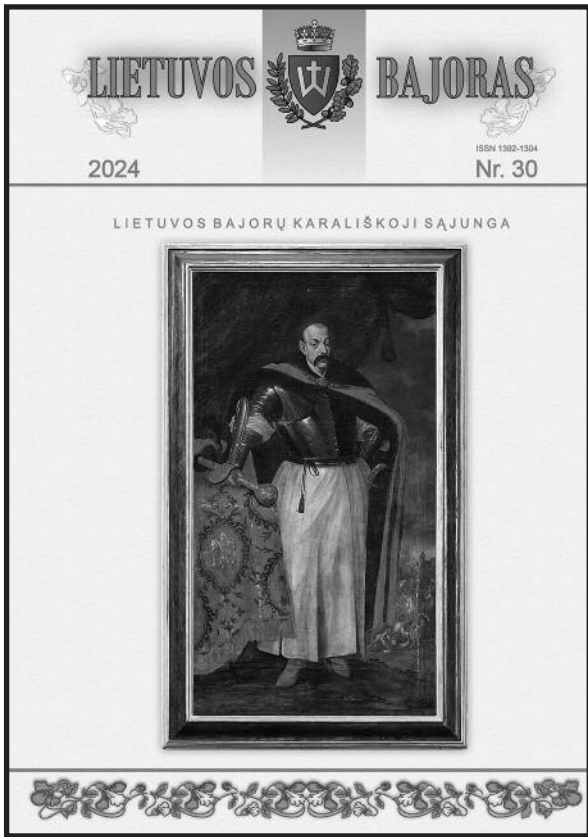 LIETUVOS BAJORAS
ISSN 1392-1304
2024 Nr. 30
LIETUVOS BAJORŲ KARALIŠKOJI SĄJUNGA